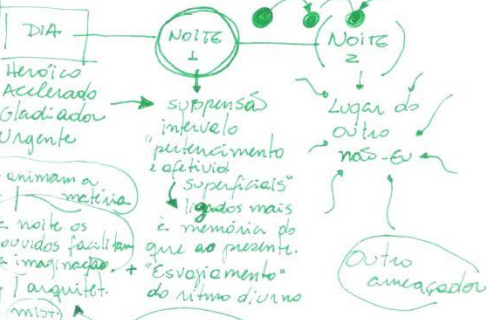 DIA
Heróico
Acelerado
Gladiador
Urgente
animam a
matéria
a noite os
ouvidos facilitam
a imaginação
arquitet.
NOITE
1
suspensão
intervalo
"pertencimento
e afetivid
superficiais"
ligados mais
à memória do
que ao presente.
+ "Esvaziamento"
do ritmo diurno
(NOITE
2)
Lugar do
outro
não-Eu
Outro
ameaçador